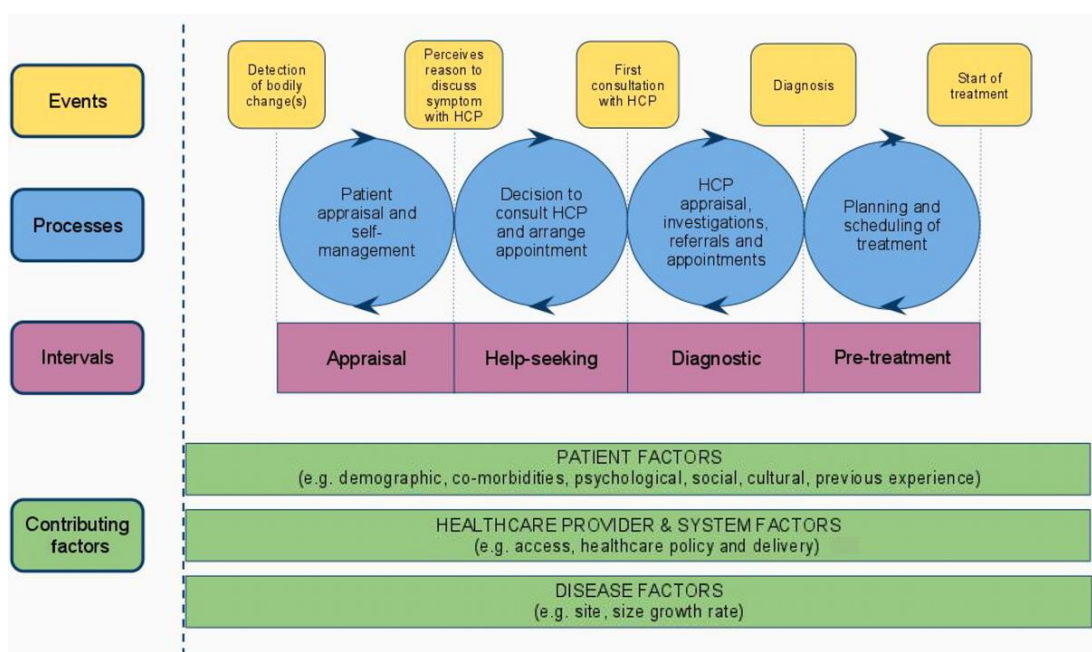 Events
Detection
of bodily
change(s)
Perceives
reason to
discuss
symptom
with HCP
First
consultation
with HCP
Diagnosis
Start of
treatment
Processes
Patient
appraisal and
self-
management
Decision to
consult HCP
and arrange
appointment
HCP
appraisal,
investigations,
referrals and
appointments
Planning and
scheduling of
treatment
Intervals
Appraisal
Help-seeking
Diagnostic
Pre-treatment
Contributing
factors
PATIENT FACTORS
(e.g. demographic, co-morbidities, psychological, social, cultural, previous experience)
HEALTHCARE PROVIDER & SYSTEM FACTORS
(e.g. access, healthcare policy and delivery)
DISEASE FACTORS
(e.g. site, size growth rate)